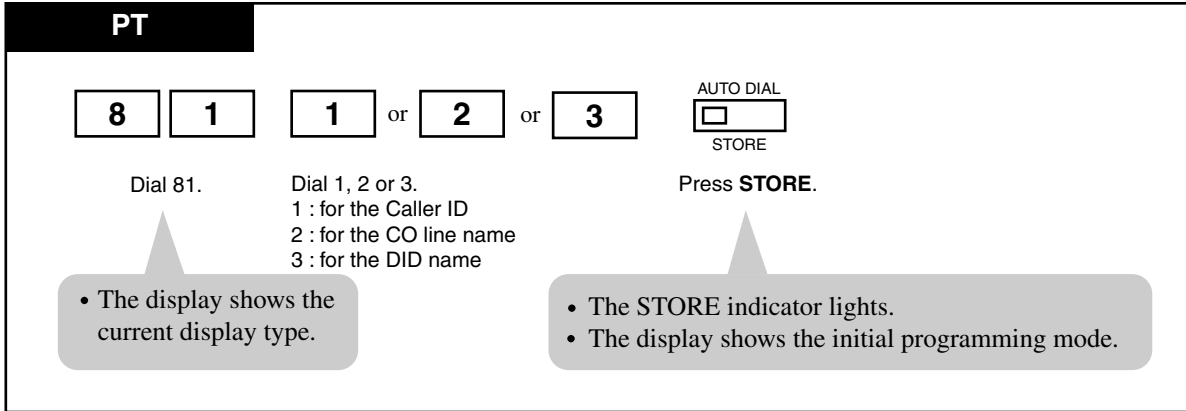 PT
8 1 1 or 2 or 3
AUTO DIAL
STORE
Dial 81.
Dial 1, 2 or 3.
1 : for the Caller ID
2 : for the CO line name
3 : for the DID name
Press STORE.
• The display shows the
current display type.
• The STORE indicator lights.
• The display shows the initial programming mode.